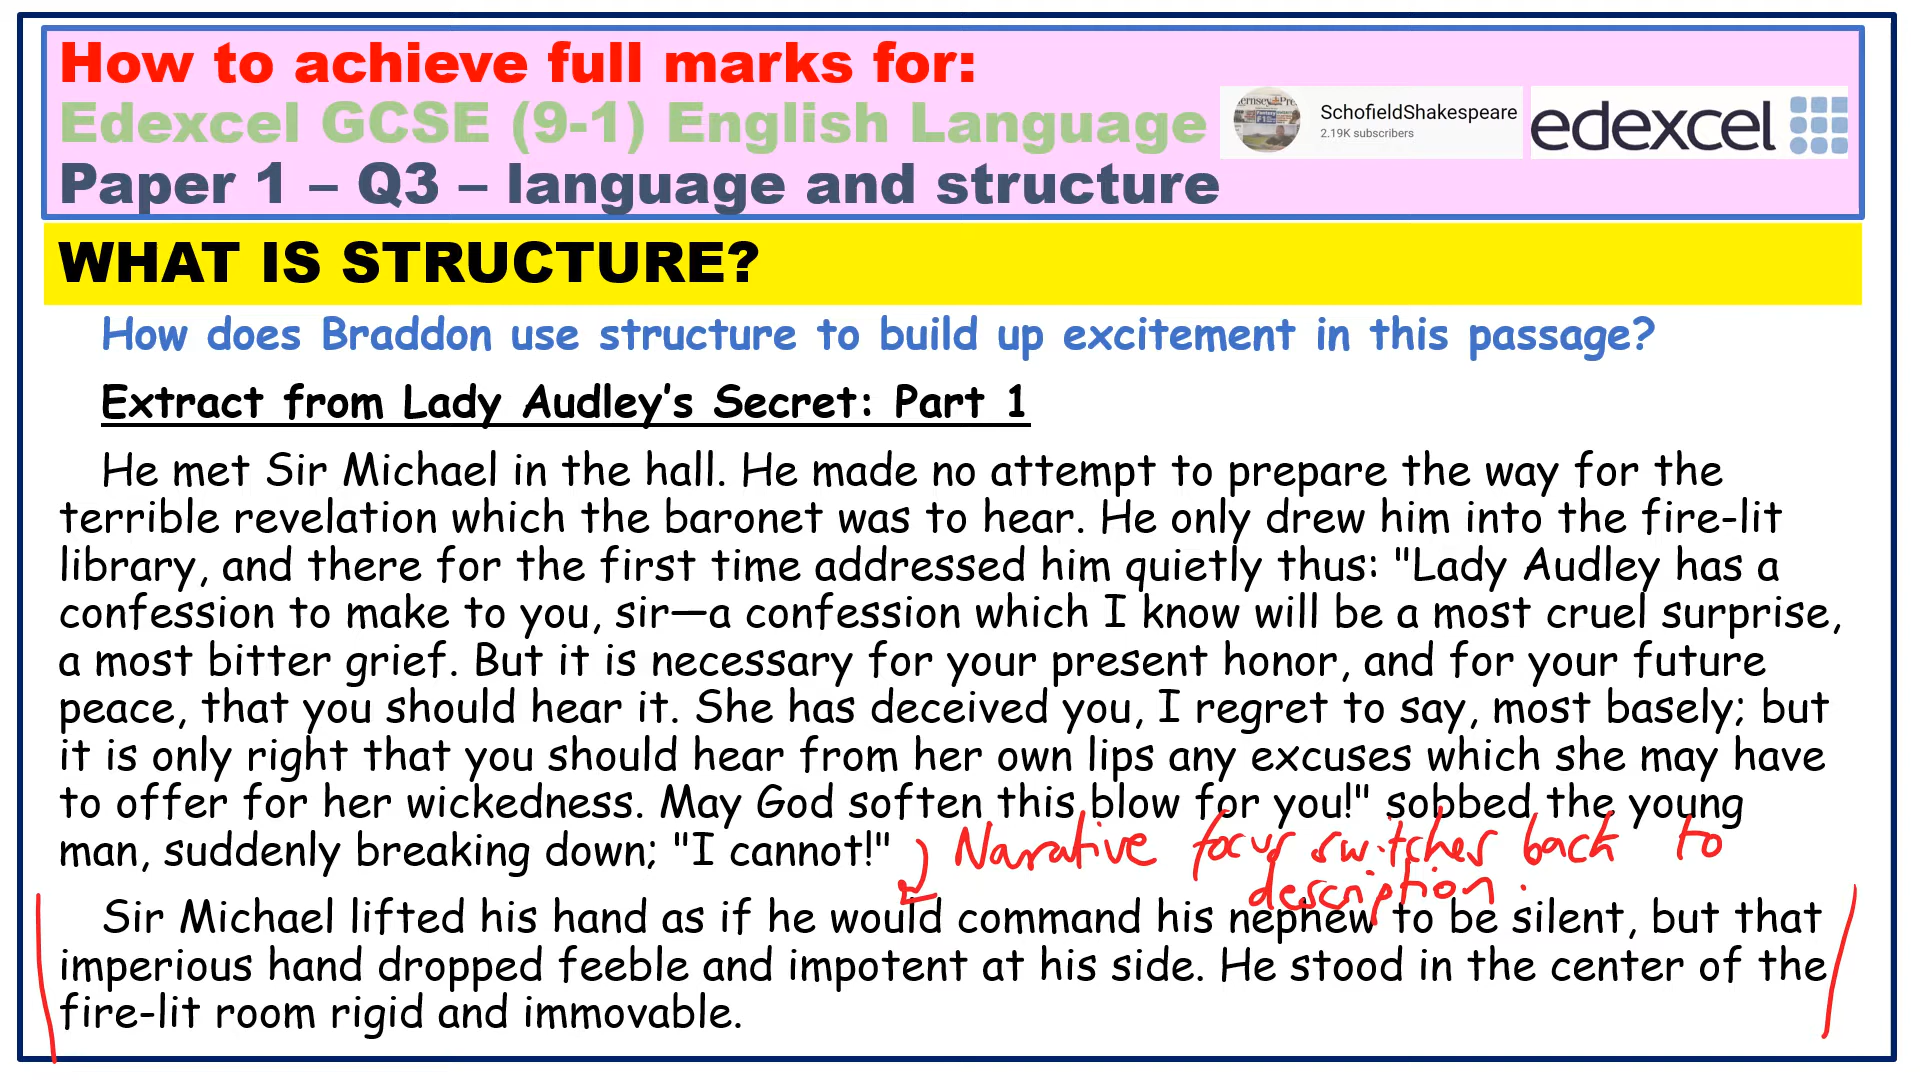 How to achieve full marks for:
Edexcel GCSE (9-1) English Language
Paper 1 – Q3 – language and structure
SchofieldShakespeare
2.19K subscribers
edexcel
WHAT IS STRUCTURE?
How does Braddon use structure to build up excitement in this passage?
Extract from Lady Audley's Secret: Part 1
He met Sir Michael in the hall. He made no attempt to prepare the way for the
terrible revelation which the baronet was to hear. He only drew him into the fire-lit
library, and there for the first time addressed him quietly thus: "Lady Audley has a
confession to make to you, sir—a confession which I know will be a most cruel surprise,
a most bitter grief. But it is necessary for your present honor, and for your future
peace, that you should hear it. She has deceived you, I regret to say, most basely; but
it is only right that you should hear from her own lips any excuses which she may have
to offer for her wickedness. May God soften this blow for you!" sobbed the young
man, suddenly breaking down; "I cannot!"
Narrative focus switches back to
description.
Sir Michael lifted his hand as if he would command his nephew to be silent, but that
imperious hand dropped feeble and impotent at his side. He stood in the center of the
fire-lit room rigid and immovable.